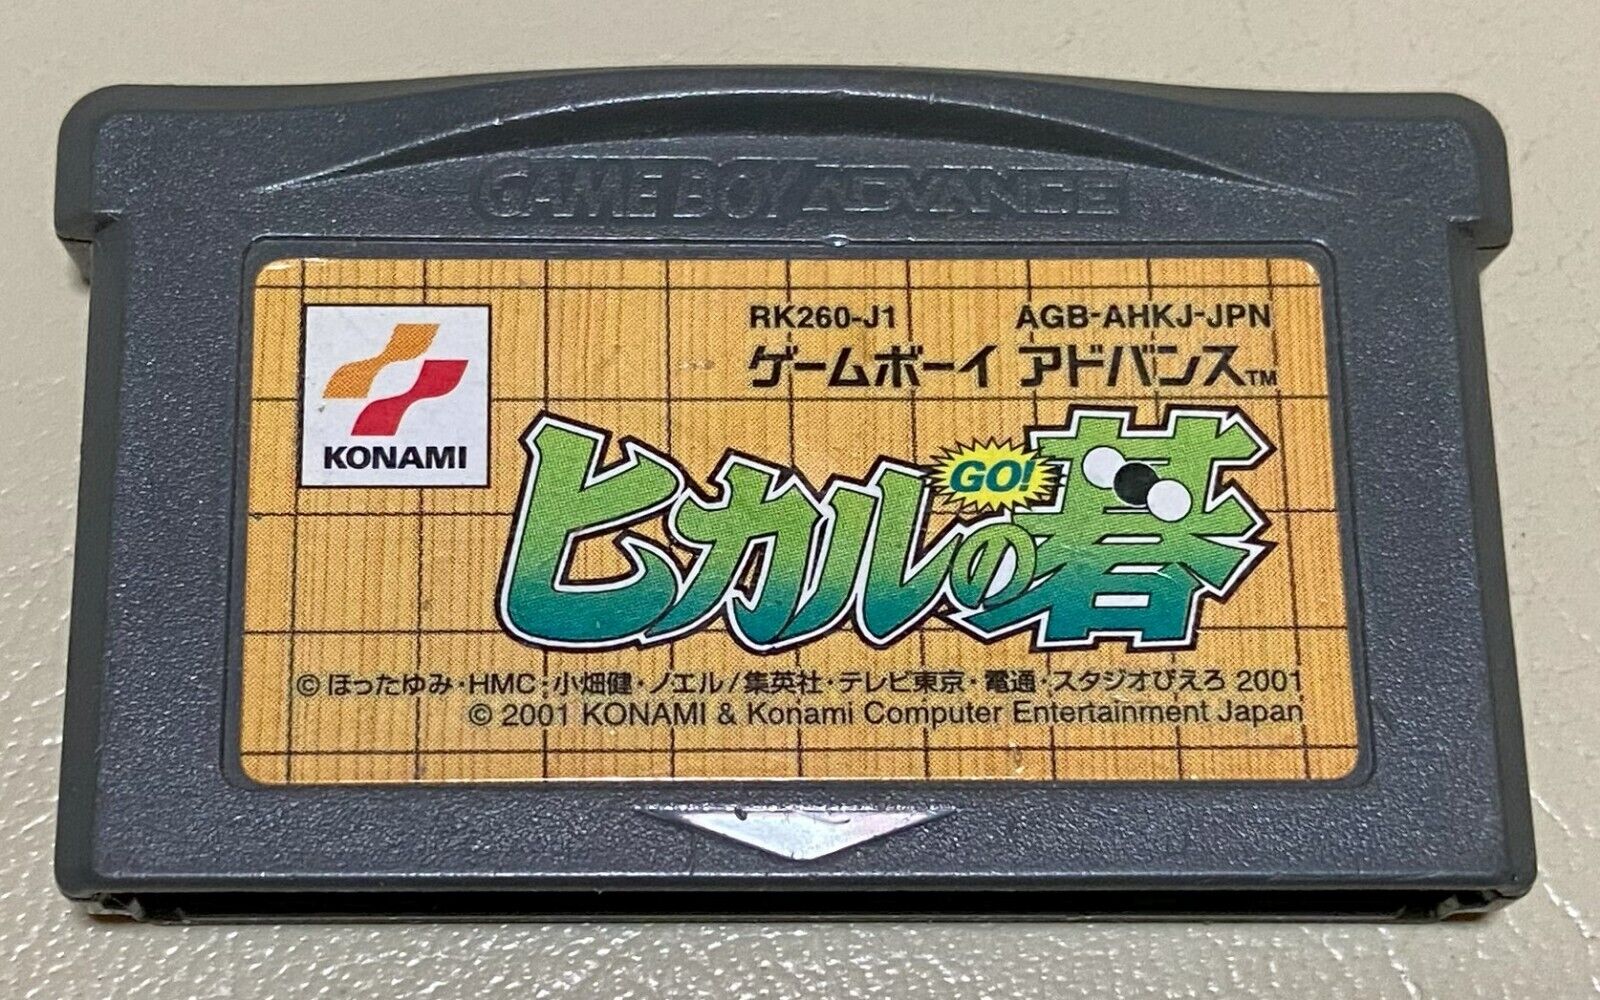 GAME BOY ADVANCE
RK260-J1 AGB-AHKJ-JPN
ゲームボーイ アドバンス™
KONAMI
GO!
ヒカルの碁
© ほったゆみ・HMC・小畑健・ノエル/集英社・テレビ東京・電通・スタジオぴえろ 2001
© 2001 KONAMI & Konami Computer Entertainment Japan